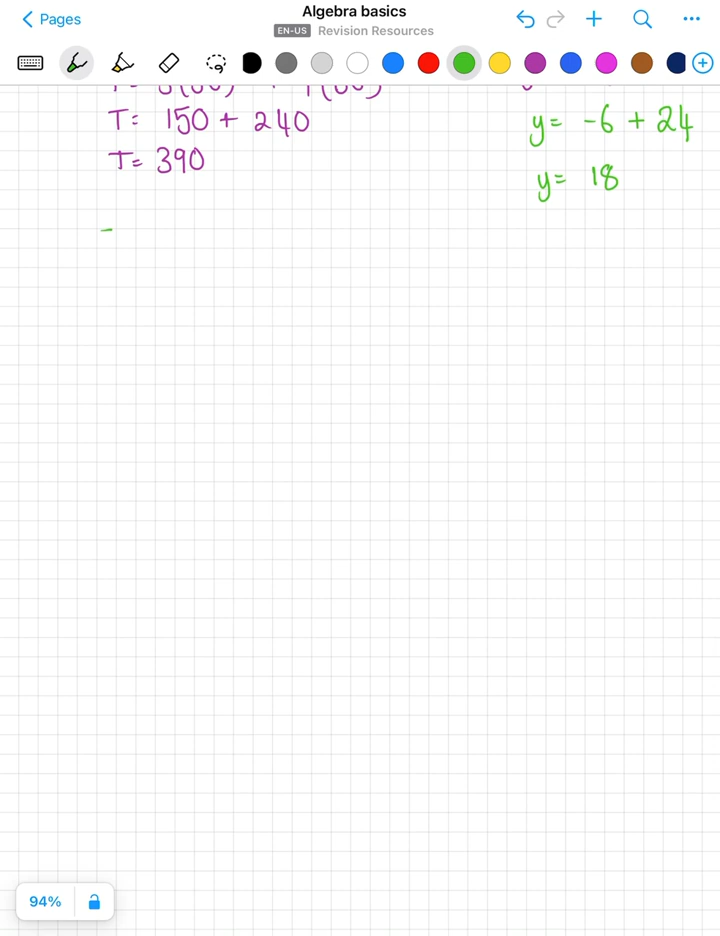 Pages
Algebra basics
EN-US Revision Resources
T= 150 + 240
T= 390
y= -6 + 24
y= 18
94%